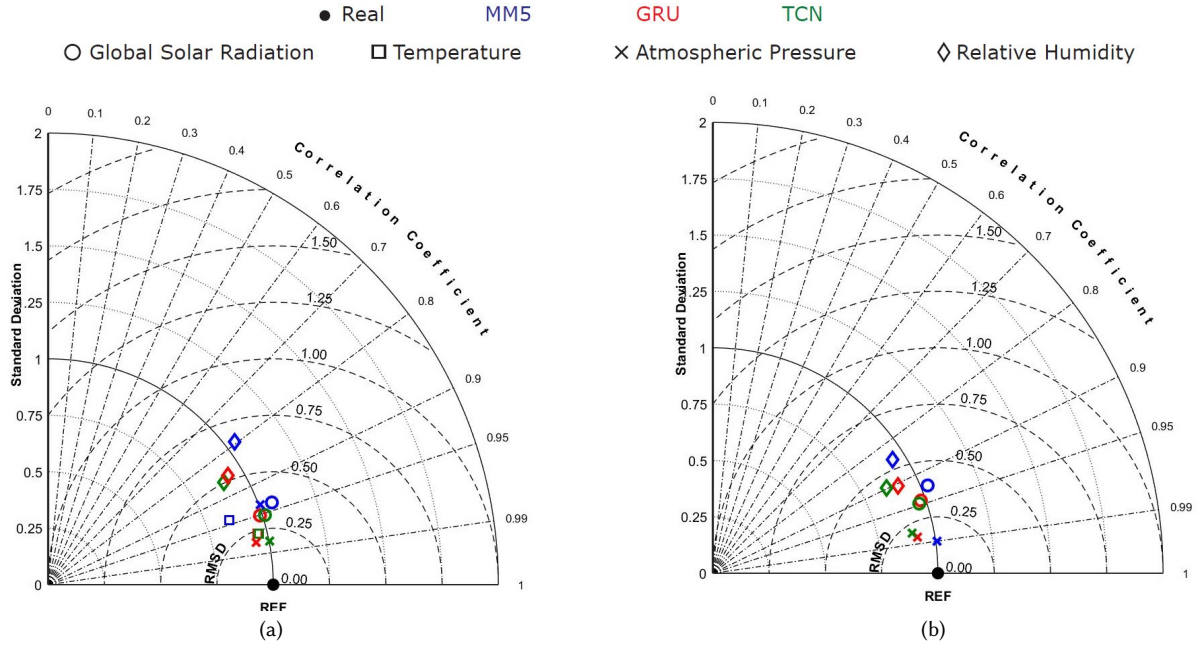 Real MM5 GRU TCN
Global Solar Radiation Temperature Atmospheric Pressure Relative Humidity
0 0.1 0.2 0.3 0.4 0.5 0.6 0.7 0.8 0.9 0.95 0.99 1
Correlation Coefficient
2
1.75
1.5
1.25
1
0.75
0.5
0.25
0
Standard Deviation
1.50
1.25
1.00
0.75
0.50
0.25
0.00
RMSD
REF
(a)
0 0.1 0.2 0.3 0.4 0.5 0.6 0.7 0.8 0.9 0.95 0.99 1
Correlation Coefficient
2
1.75
1.5
1.25
1
0.75
0.5
0.25
0
Standard Deviation
1.50
1.25
1.00
0.75
0.50
0.25
0.00
RMSD
REF
(b)